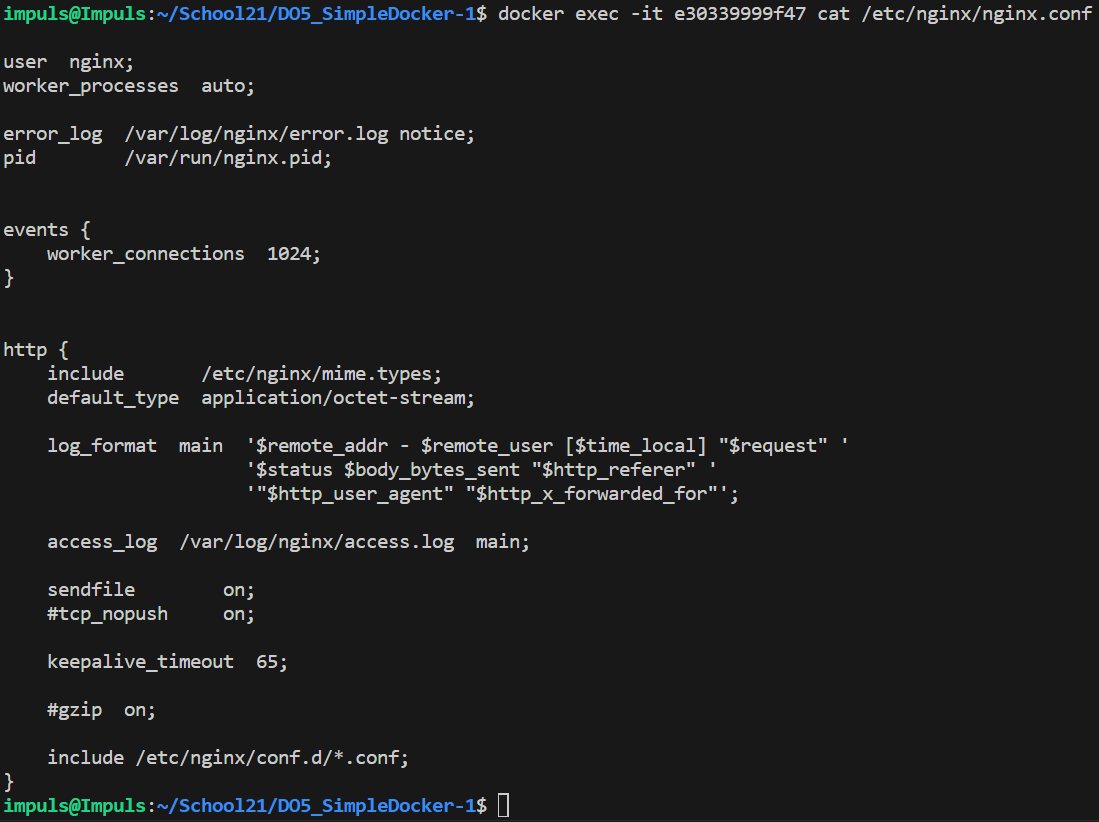 impuls@Impuls:~/School21/DO5_SimpleDocker-1$ docker exec -it e30339999f47 cat /etc/nginx/nginx.conf
user  nginx;
worker_processes  auto;
error_log  /var/log/nginx/error.log notice;
pid        /var/run/nginx.pid;
events {
    worker_connections  1024;
}
http {
    include       /etc/nginx/mime.types;
    default_type  application/octet-stream;
    log_format  main  '$remote_addr - $remote_user [$time_local] "$request" '
                      '$status $body_bytes_sent "$http_referer" '
                      '"$http_user_agent" "$http_x_forwarded_for"';
    access_log  /var/log/nginx/access.log  main;
    sendfile        on;
    #tcp_nopush     on;
    keepalive_timeout  65;
    #gzip  on;
    include /etc/nginx/conf.d/*.conf;
}
impuls@Impuls:~/School21/DO5_SimpleDocker-1$